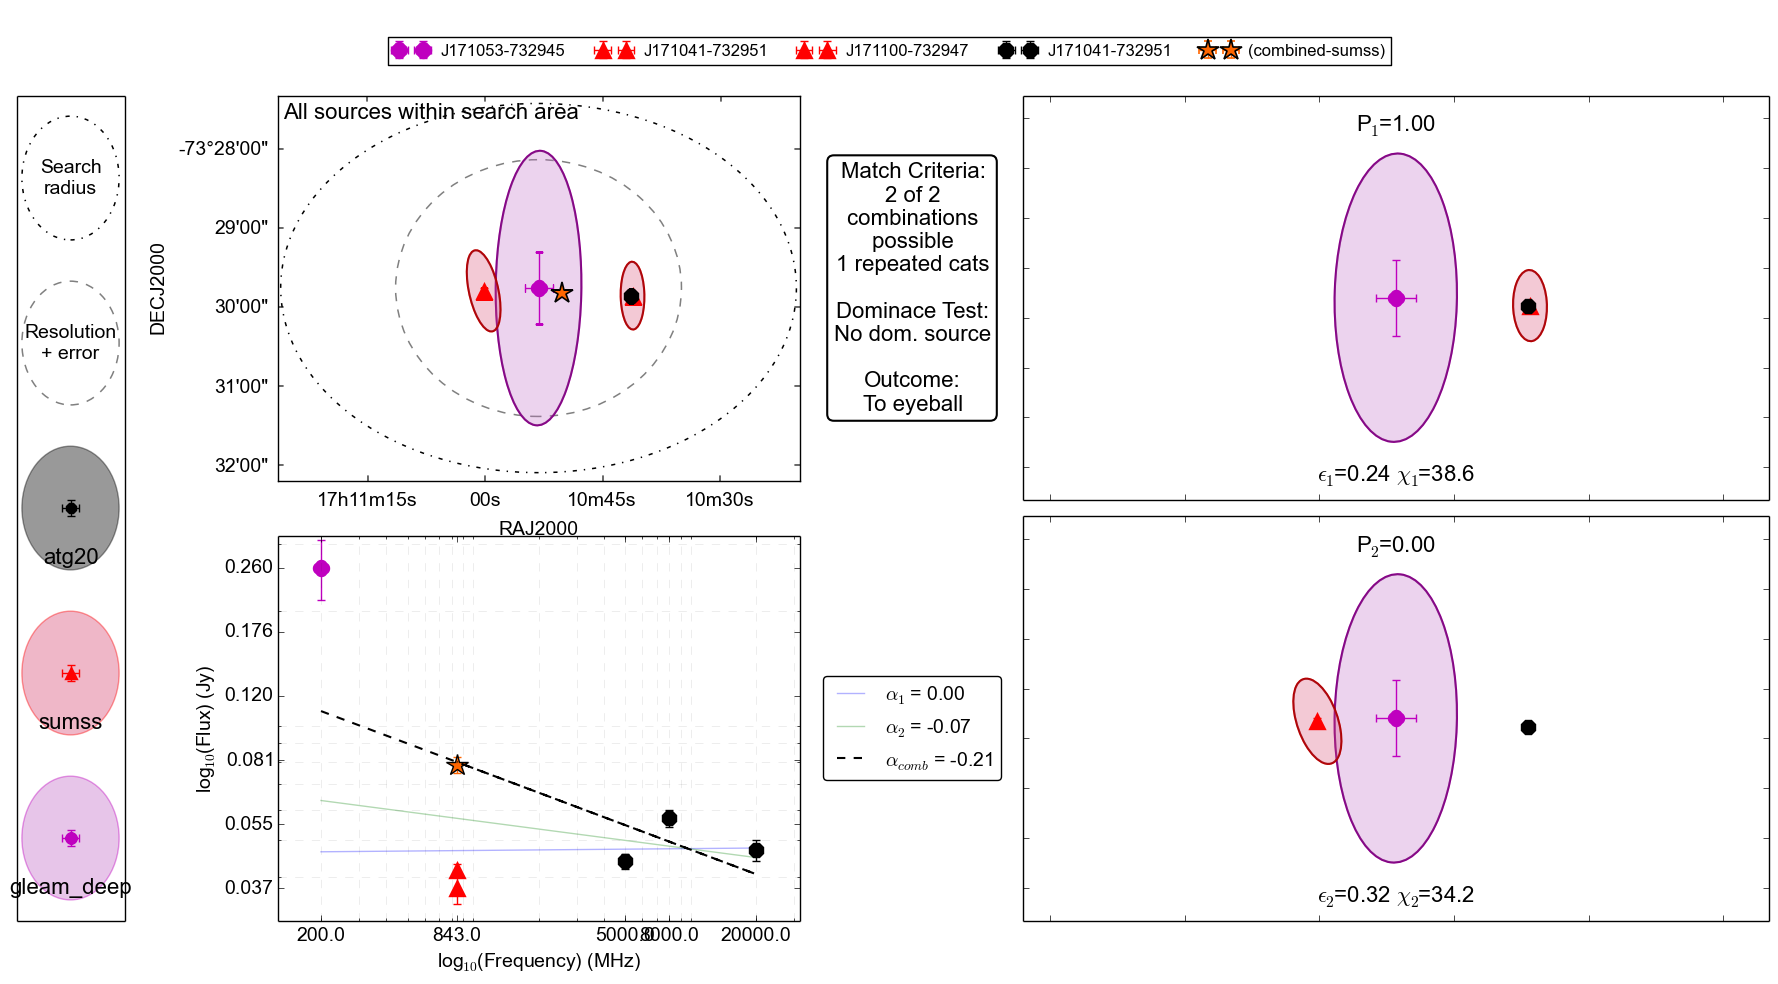 J171053-732945
J171041-732951
J171100-732947
J171041-732951
(combined-sumss)
Search
radius
Resolution
+ error
atg20
sumss
gleam_deep
All sources within search area
DECJ2000
-73°28'00"
29'00"
30'00"
31'00"
32'00"
17h11m15s
00s
10m45s
10m30s
RAJ2000
Match Criteria:
2 of 2
combinations
possible
1 repeated cats
Dominace Test:
No dom. source
Outcome:
To eyeball
P1=1.00
ϵ1=0.24 χ1=38.6
P2=0.00
ϵ2=0.32 χ2=34.2
log10(Flux) (Jy)
0.260
0.176
0.120
0.081
0.055
0.037
200.0
843.0
5000.0
8000.0
20000.0
log10(Frequency) (MHz)
α1 = 0.00
α2 = -0.07
αcomb = -0.21